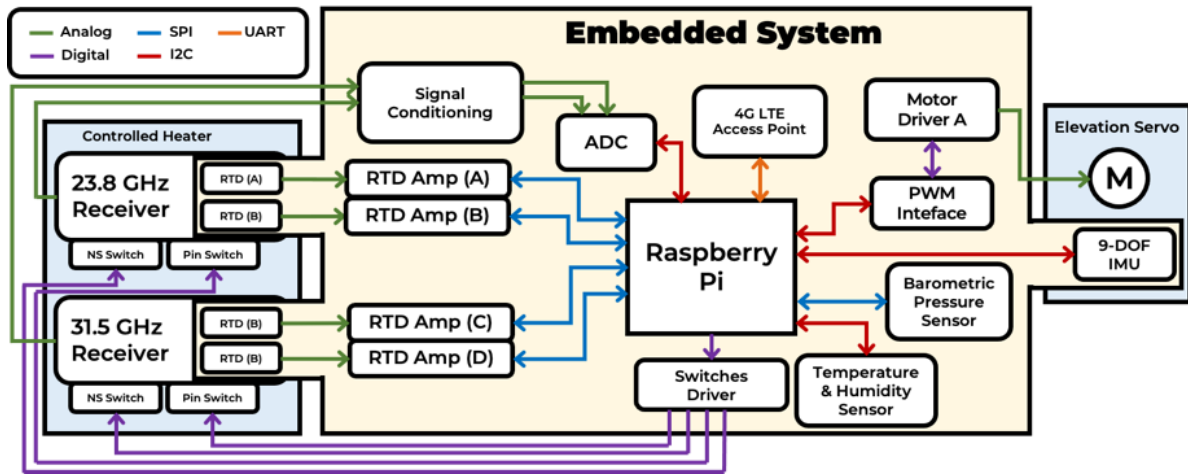 Analog
SPI
UART
Digital
I2C
Embedded System
Signal
Conditioning
ADC
4G LTE
Access Point
Motor
Driver A
Elevation Servo
M
Controlled Heater
23.8 GHz
Receiver
RTD (A)
RTD (B)
NS Switch
Pin Switch
RTD Amp (A)
RTD Amp (B)
PWM
Inteface
Raspberry
Pi
9-DOF
IMU
Barometric
Pressure
Sensor
31.5 GHz
Receiver
RTD (B)
RTD (B)
NS Switch
Pin Switch
RTD Amp (C)
RTD Amp (D)
Switches
Driver
Temperature
& Humidity
Sensor